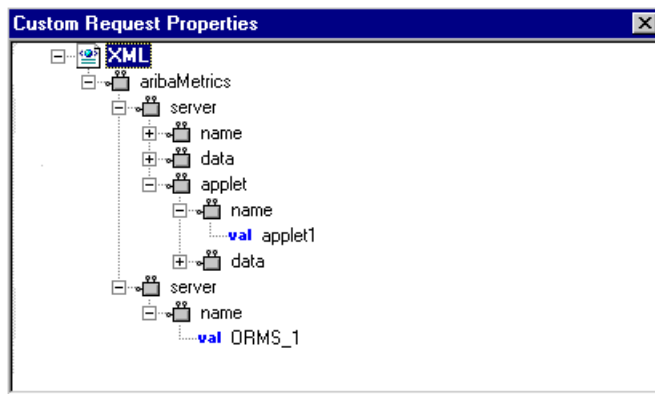 Custom Request Properties
XML
aribaMetrics
server
name
data
applet
name
val applet1
data
server
name
val ORMS_1